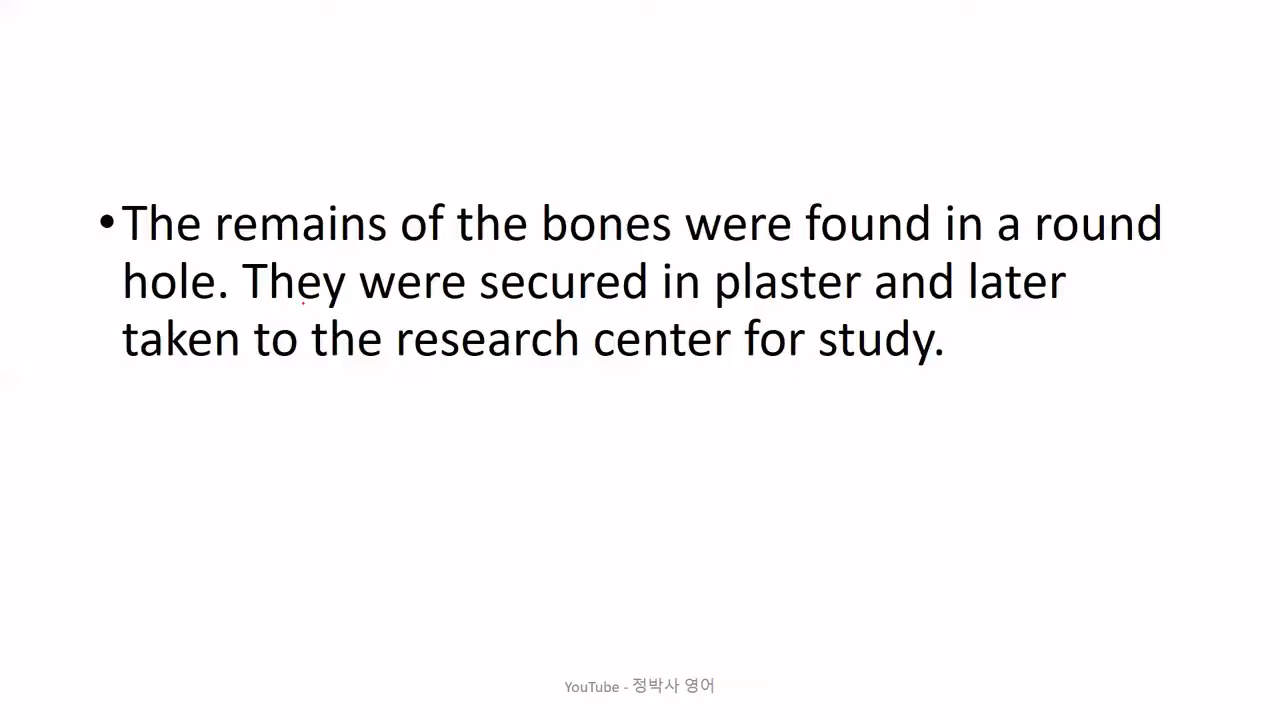 •The remains of the bones were found in a round
hole. They were secured in plaster and later
taken to the research center for study.
YouTube - 정박사 영어